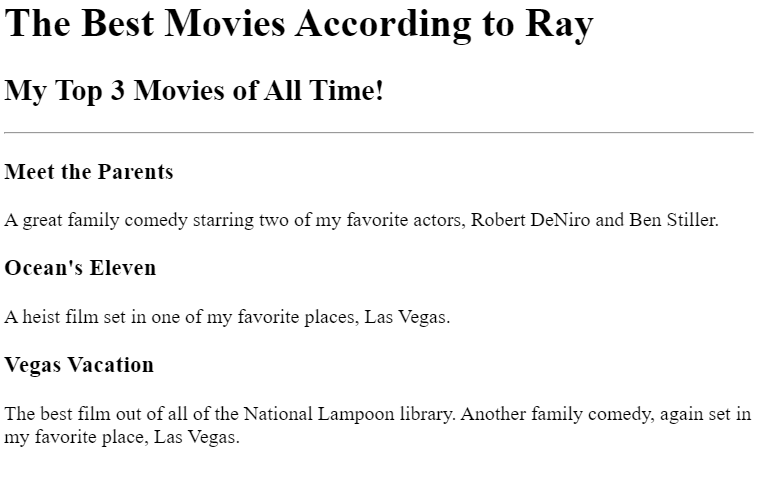 The Best Movies According to Ray
My Top 3 Movies of All Time!
Meet the Parents
A great family comedy starring two of my favorite actors, Robert DeNiro and Ben Stiller.
Ocean's Eleven
A heist film set in one of my favorite places, Las Vegas.
Vegas Vacation
The best film out of all of the National Lampoon library. Another family comedy, again set in
my favorite place, Las Vegas.